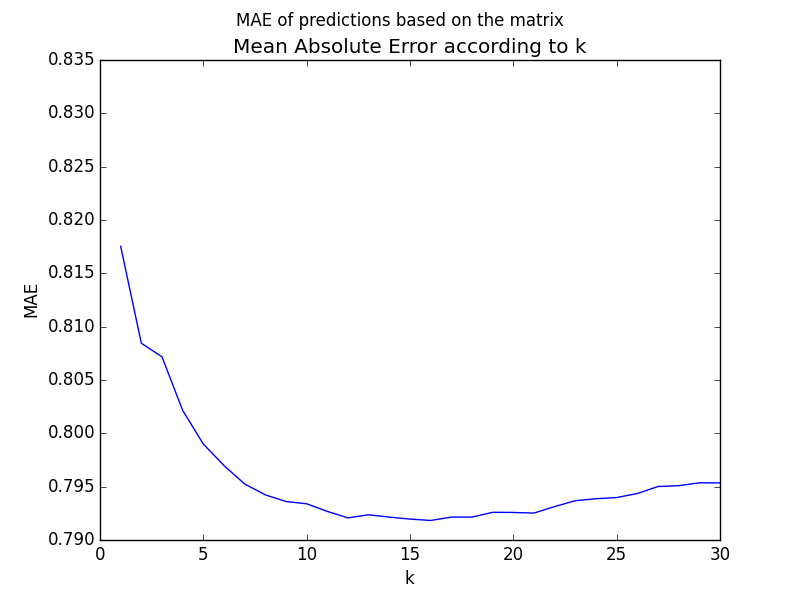 MAE of predictions based on the matrix
Mean Absolute Error according to k
0.835
0.830
0.825
0.820
0.815
0.810
0.805
0.800
0.795
0.790
MAE
0 5 10 15 20 25 30
k